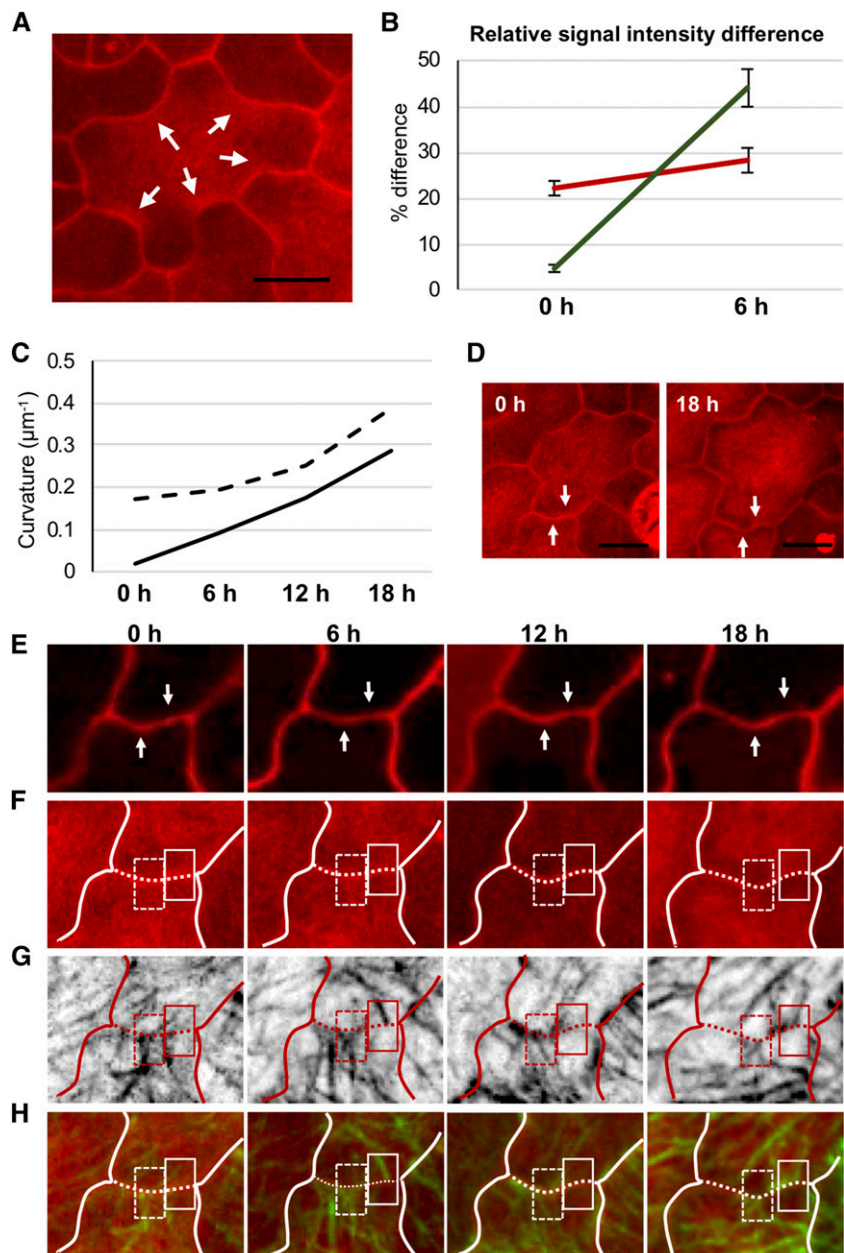 A
B
Relative signal intensity difference
50
40
30
20
10
0
% difference
0 h
6 h
C
0.5
0.4
0.3
0.2
0.1
0
Curvature (µm⁻¹)
0 h
6 h
12 h
18 h
D
0 h
18 h
0 h
6 h
12 h
18 h
E
F
G
H